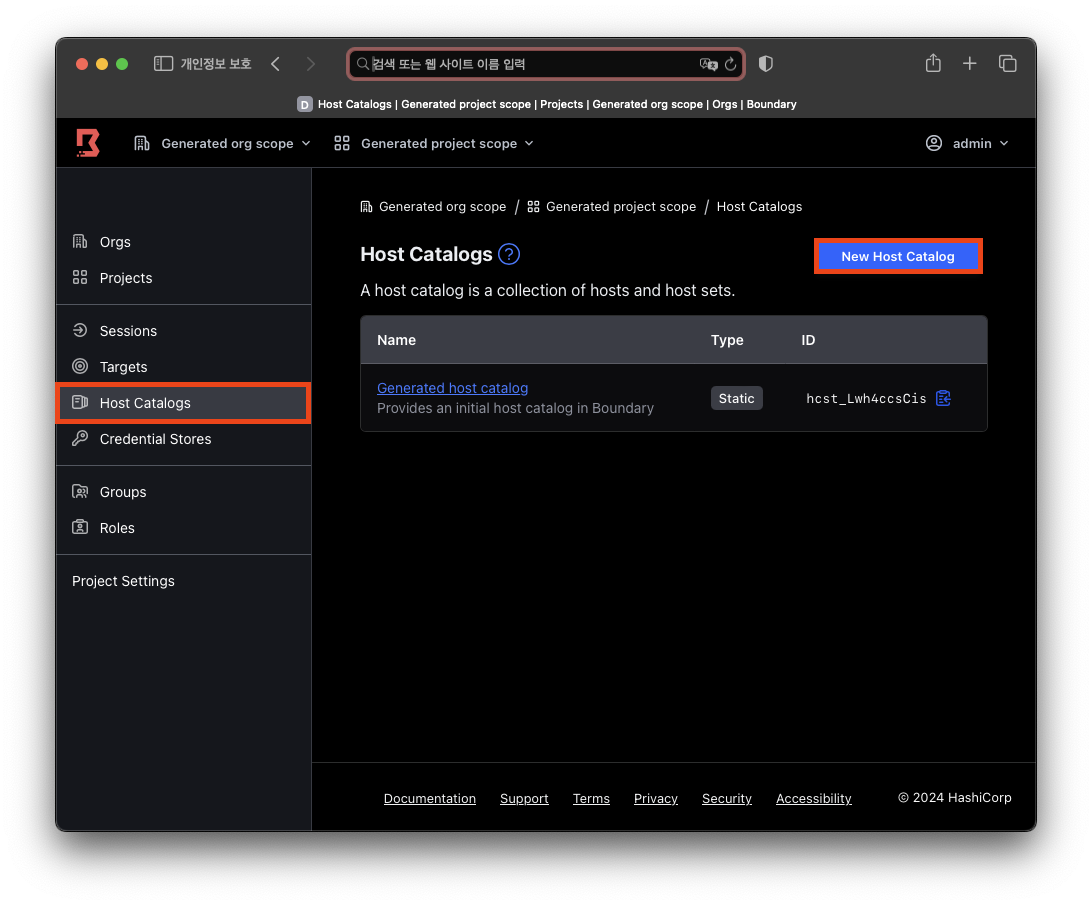 개인정보 보호
검색 또는 웹 사이트 이름 입력
D Host Catalogs | Generated project scope | Projects | Generated org scope | Orgs | Boundary
Generated org scope
Generated project scope
admin
Orgs
Projects
Sessions
Targets
Host Catalogs
Credential Stores
Groups
Roles
Project Settings
Generated org scope / Generated project scope / Host Catalogs
Host Catalogs ?
New Host Catalog
A host catalog is a collection of hosts and host sets.
Name Type ID
Generated host catalog
Provides an initial host catalog in Boundary
Static
hcst_Lwh4ccsCis
Documentation Support Terms Privacy Security Accessibility © 2024 HashiCorp